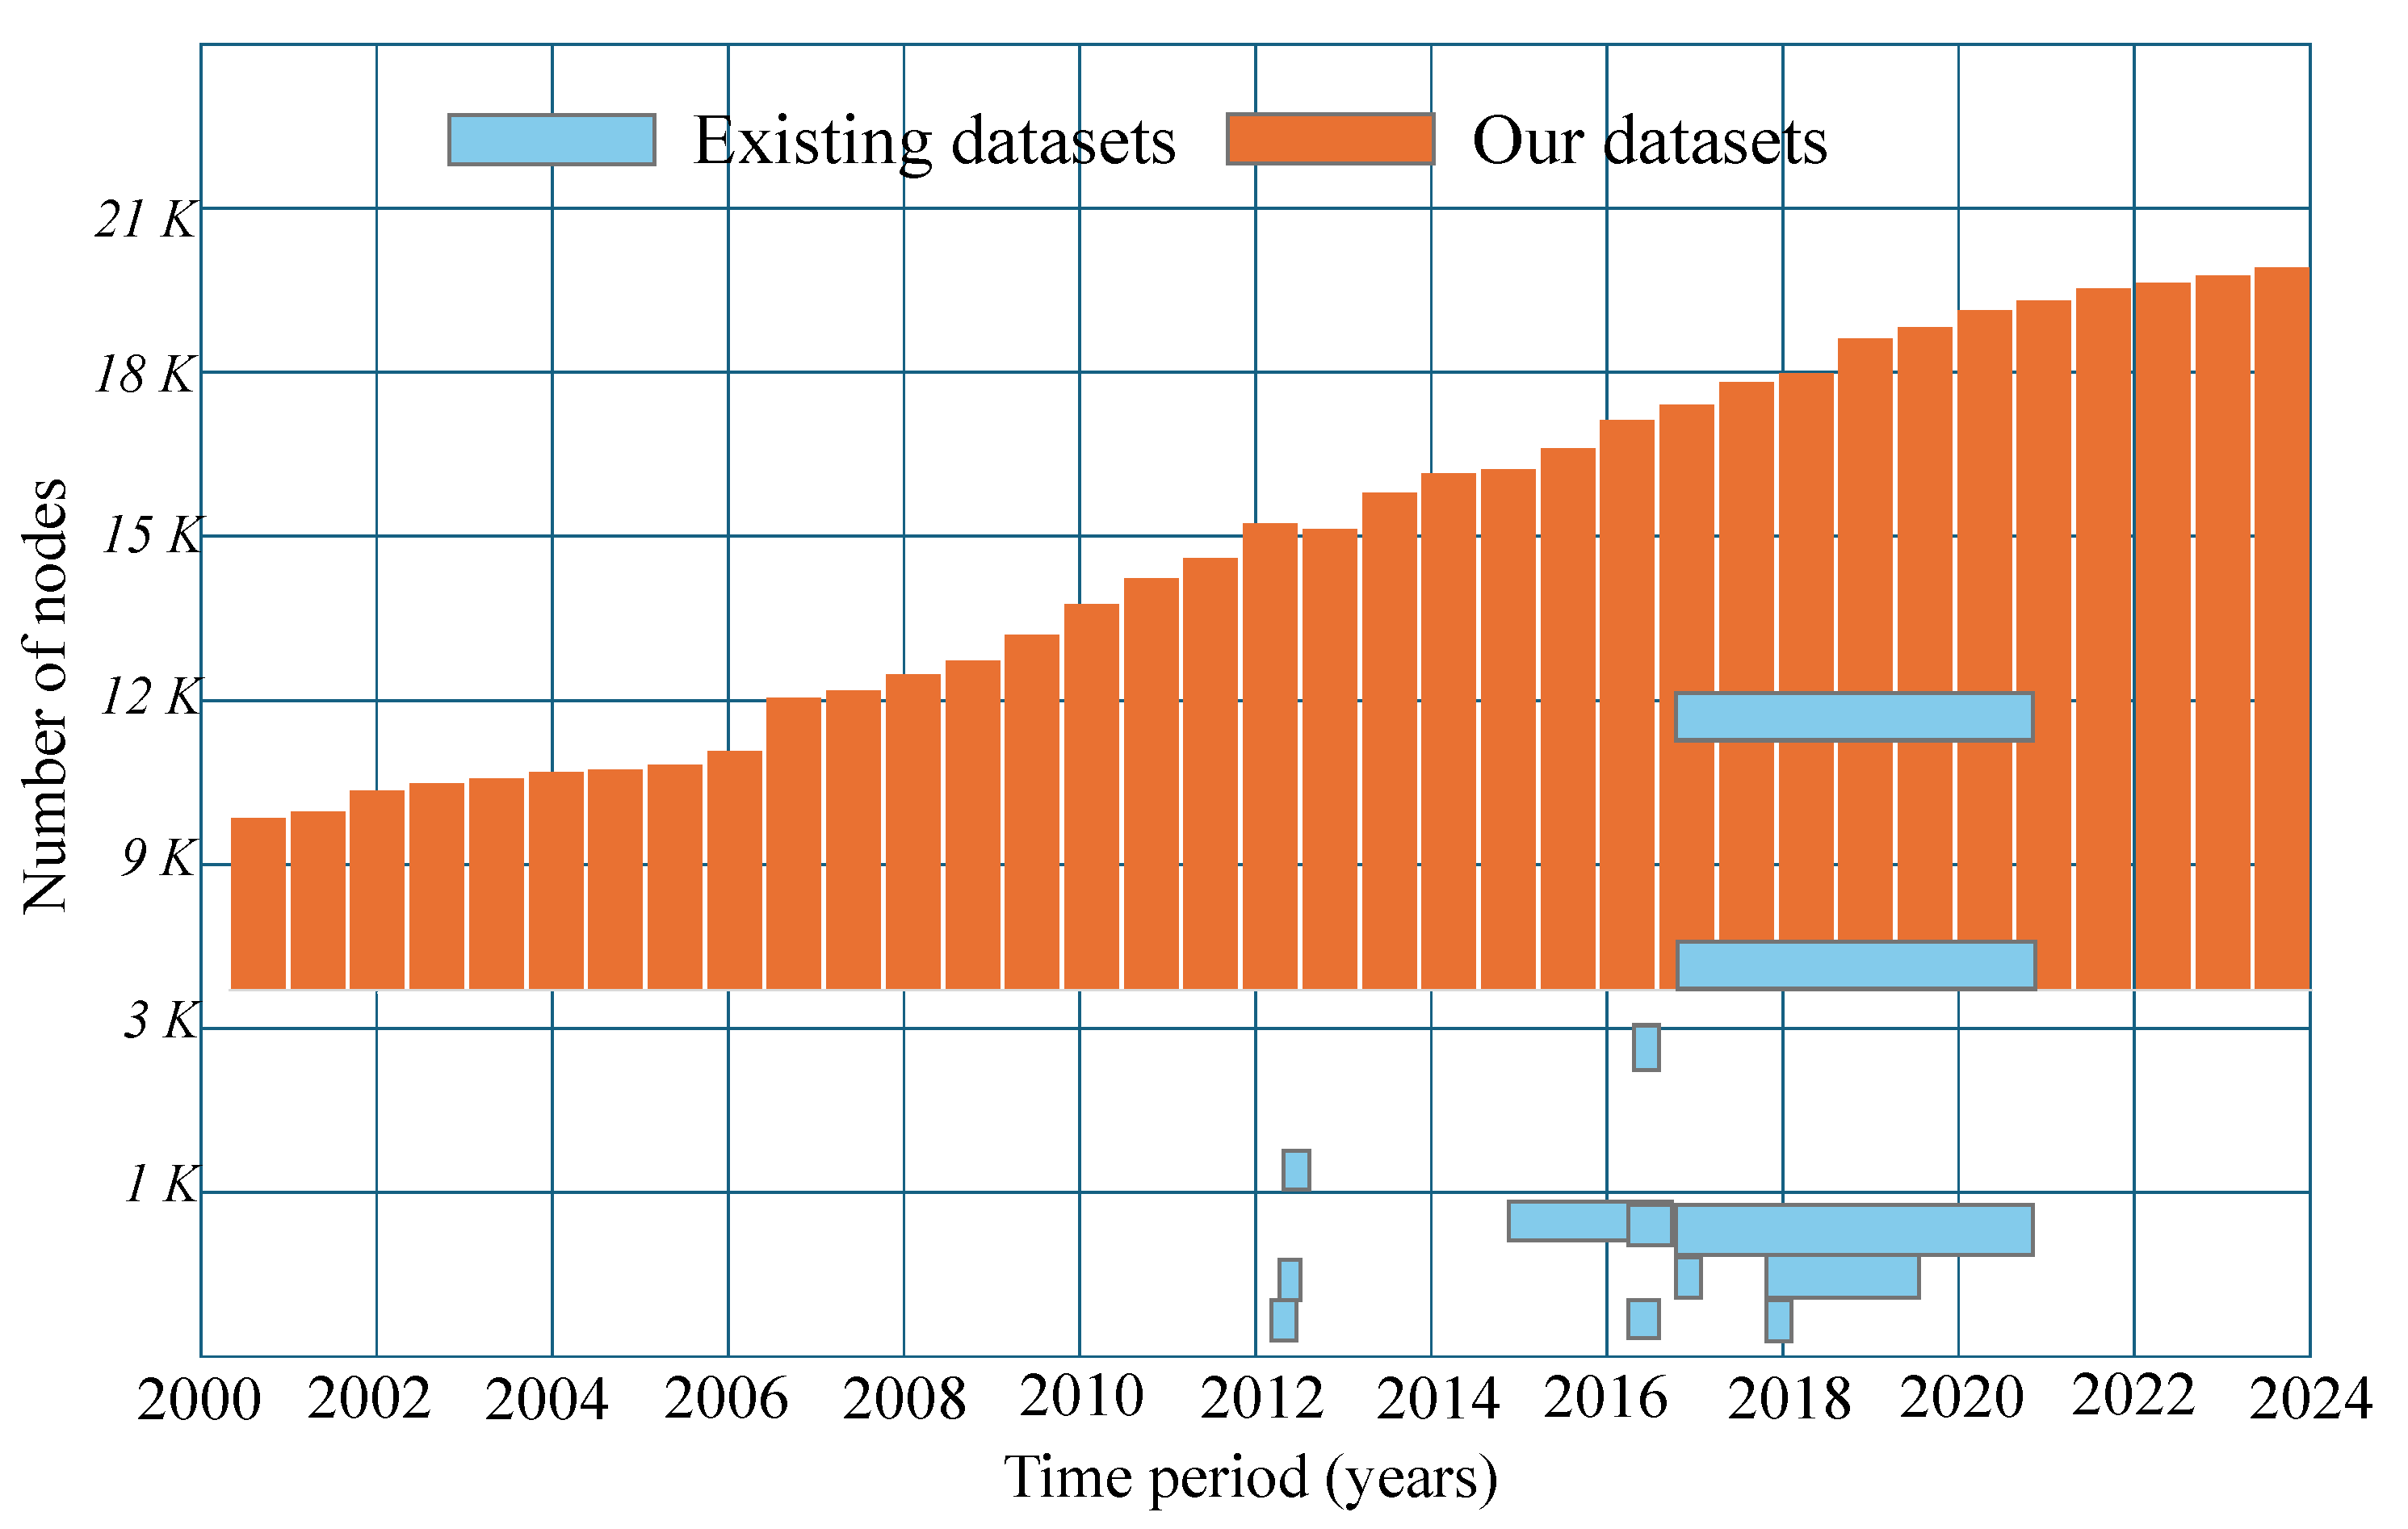 Existing datasets
Our datasets
21 K
18 K
15 K
12 K
9 K
3 K
1 K
Number of nodes
2000 2002 2004 2006 2008 2010 2012 2014 2016 2018 2020 2022 2024
Time period (years)